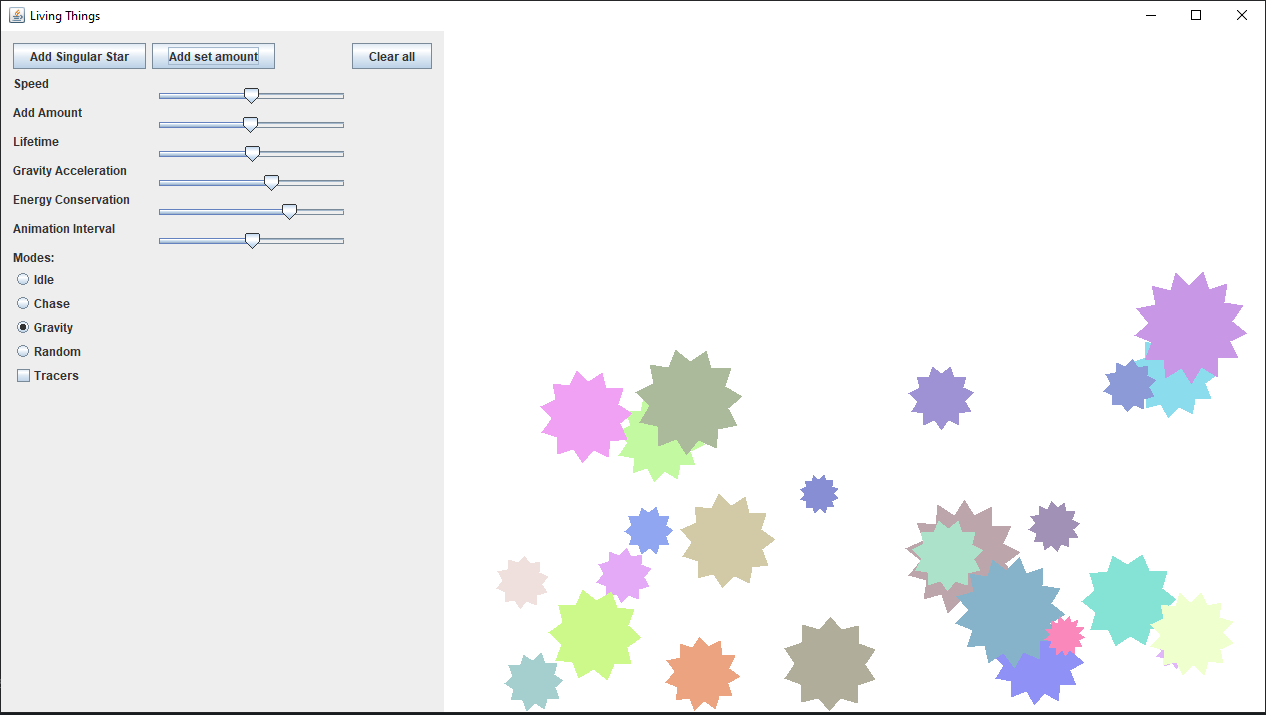 Living Things
Add Singular Star Add set amount Clear all
Speed
Add Amount
Lifetime
Gravity Acceleration
Energy Conservation
Animation Interval
Modes:
Idle
Chase
Gravity
Random
Tracers